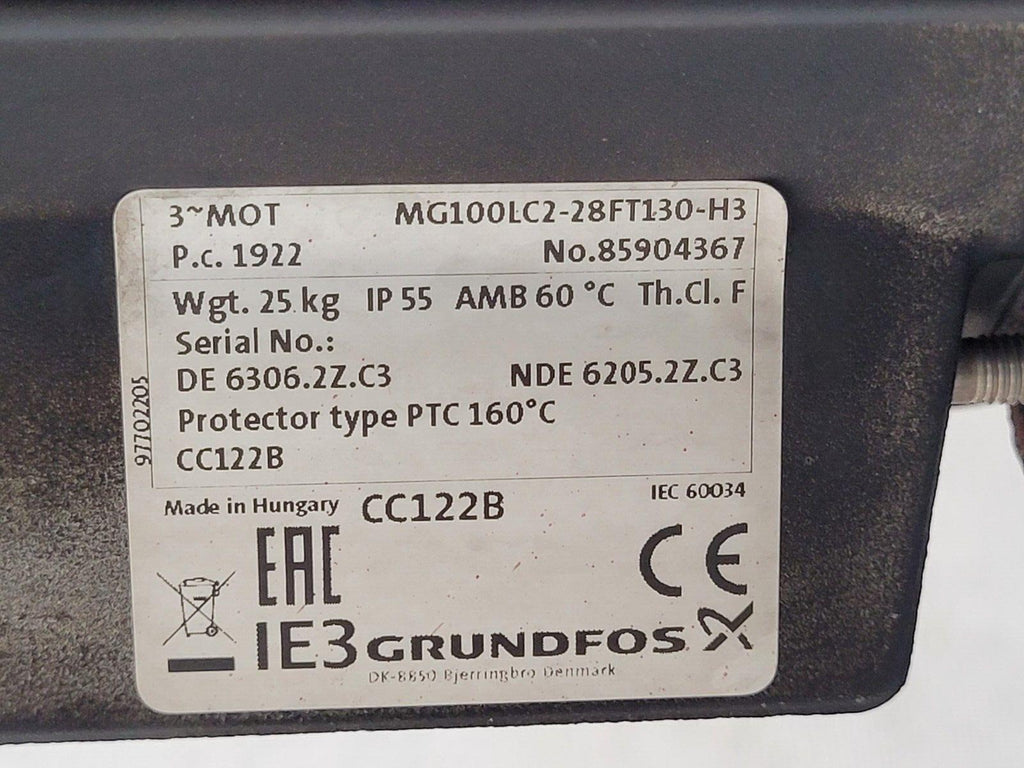 3~MOT MG100LC2-28FT130-H3
P.c. 1922 No.85904367
Wgt. 25 kg IP 55 AMB 60 °C Th.Cl. F
Serial No.:
DE 6306.2Z.C3 NDE 6205.2Z.C3
Protector type PTC 160°C
CC122B
97702205
Made in Hungary CC122B IEC 60034
EAC CE
IE3 GRUNDFOS
DK-8850 Bjerringbro Denmark